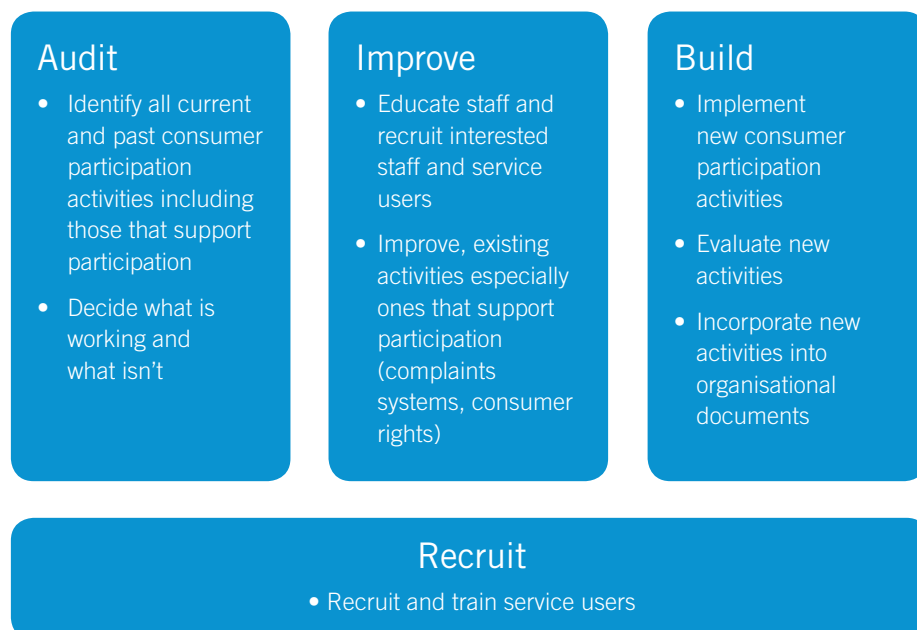 Audit
• Identify all current
and past consumer
participation
activities including
those that support
participation
• Decide what is
working and
what isn't
Improve
• Educate staff and
recruit interested
staff and service
users
• Improve, existing
activities especially
ones that support
participation
(complaints
systems, consumer
rights)
Build
• Implement
new consumer
participation
activities
• Evaluate new
activities
• Incorporate new
activities into
organisational
documents
Recruit
• Recruit and train service users